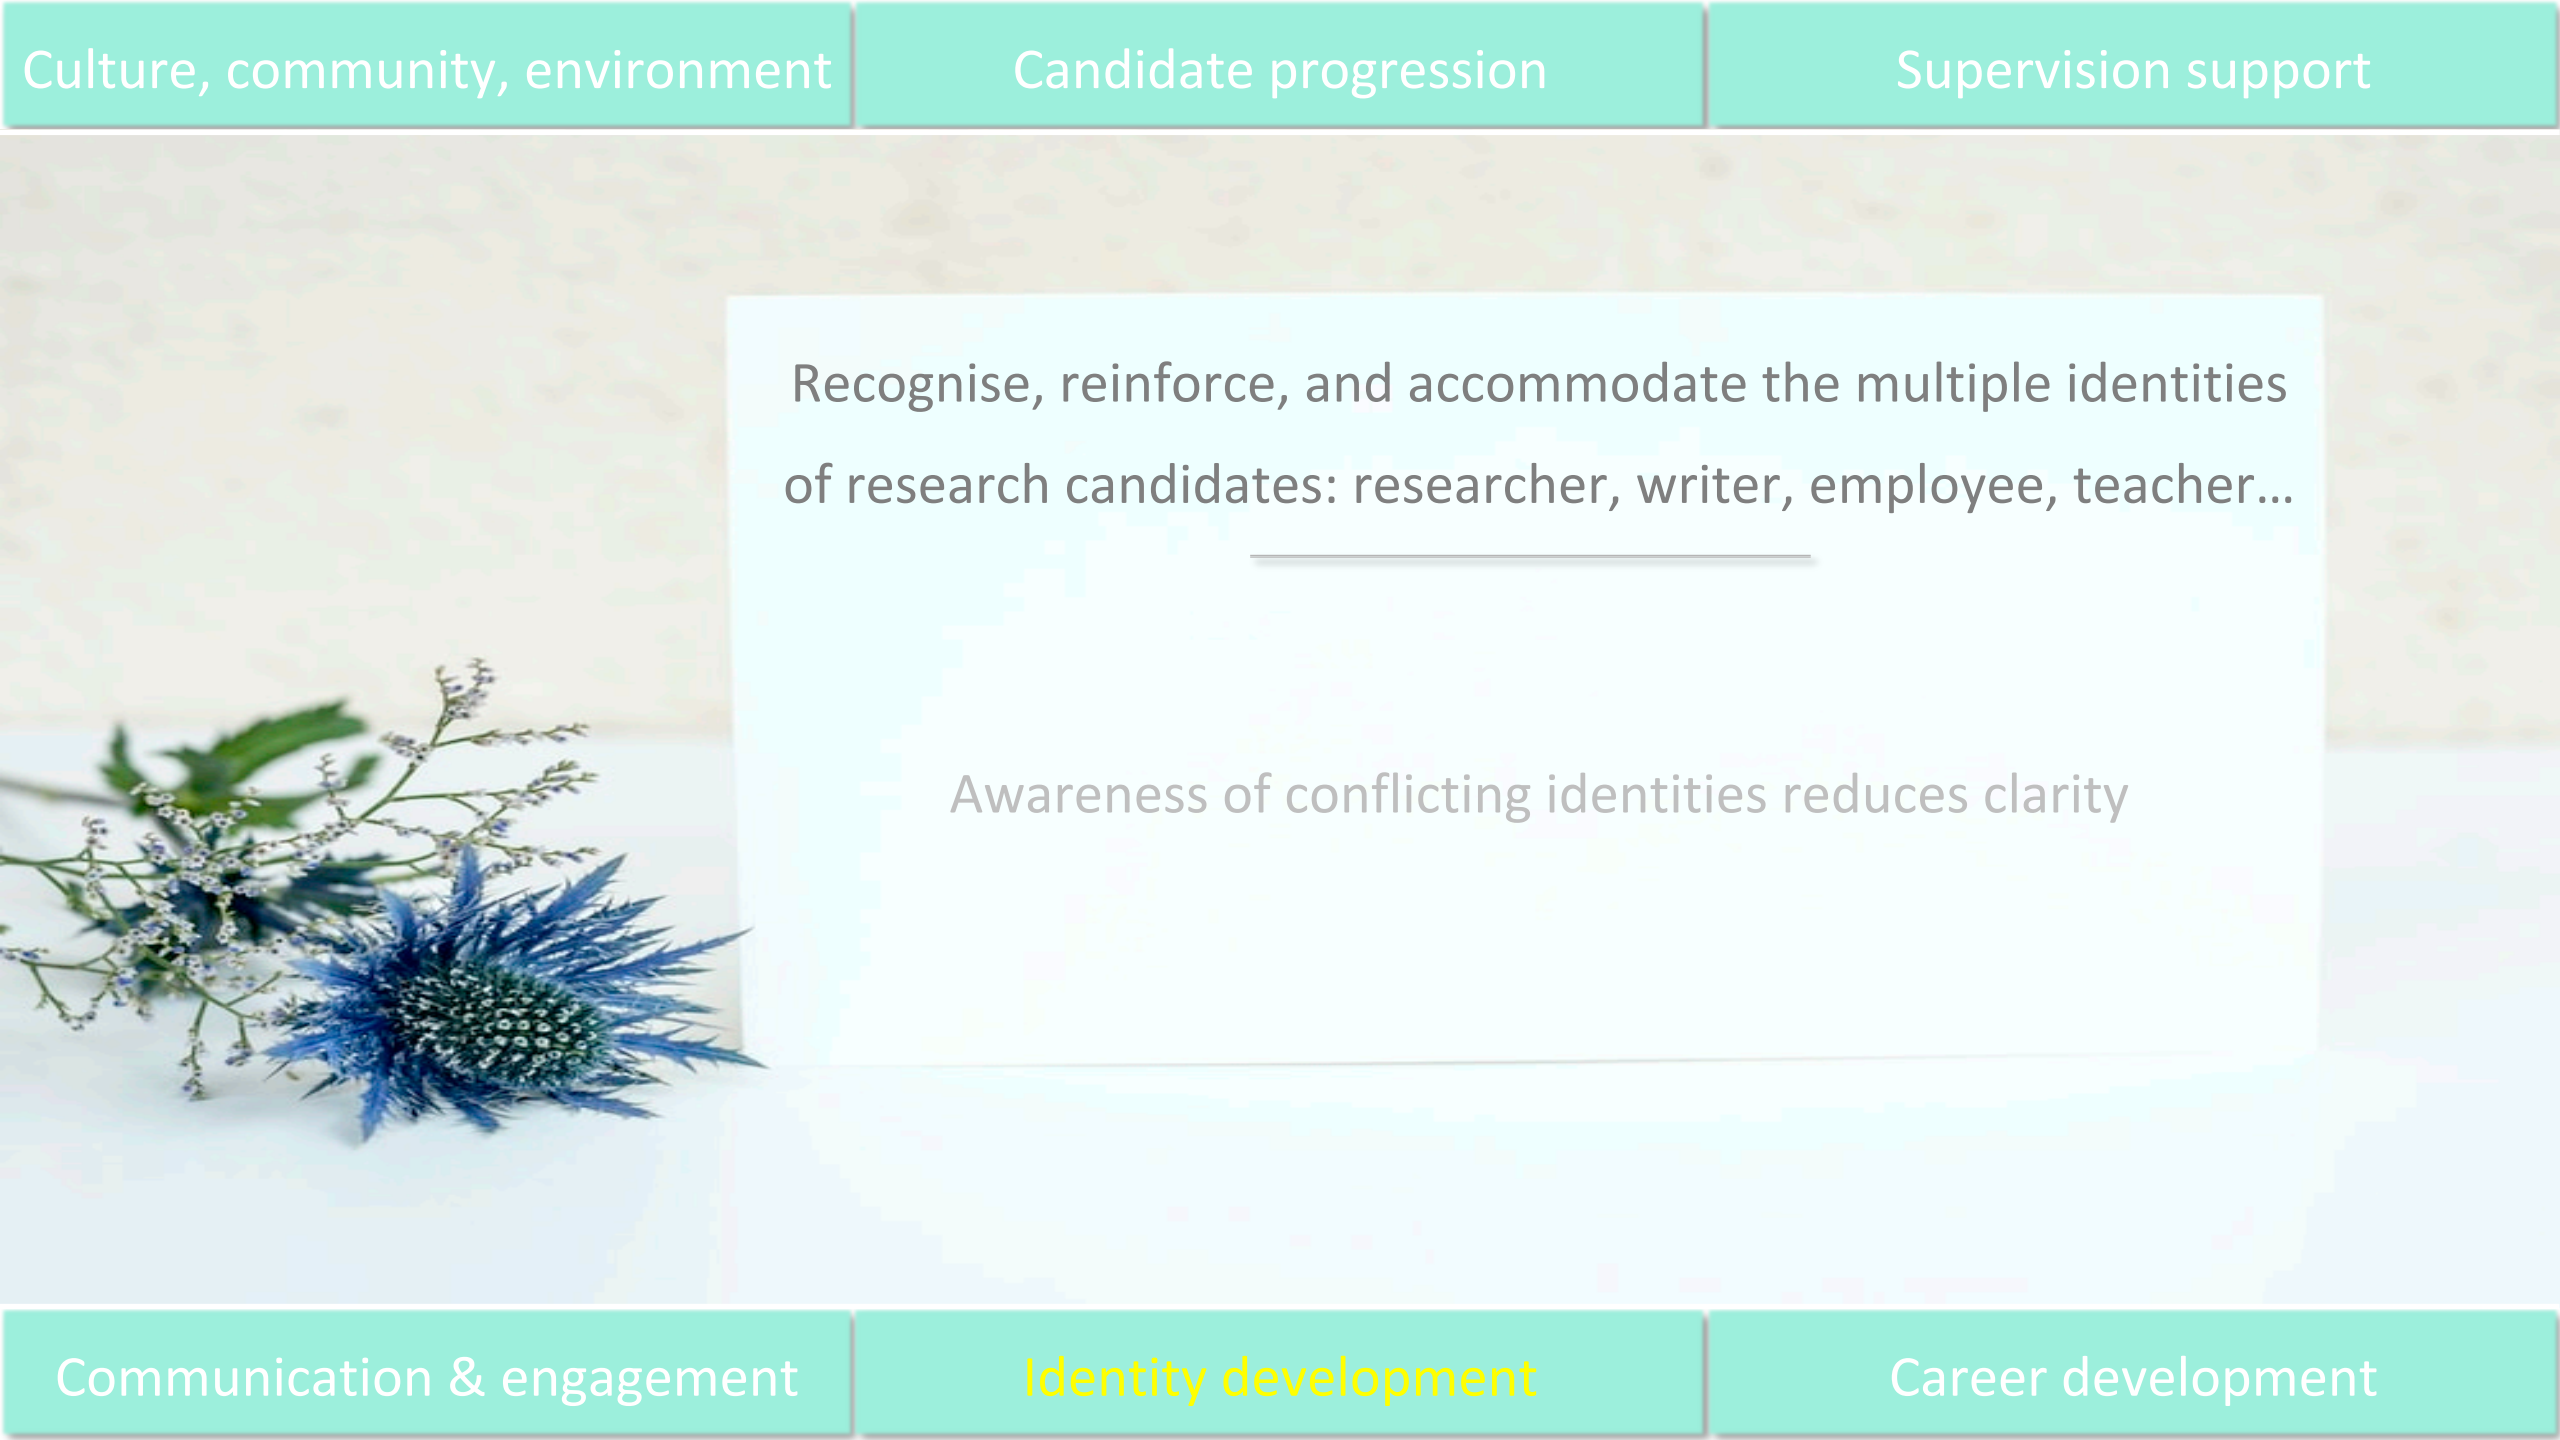 Culture, community, environment
Candidate progression
Supervision support
Recognise, reinforce, and accommodate the multiple identities
of research candidates: researcher, writer, employee, teacher…
Awareness of conflicting identities reduces clarity
Communication & engagement
Identity development
Career development